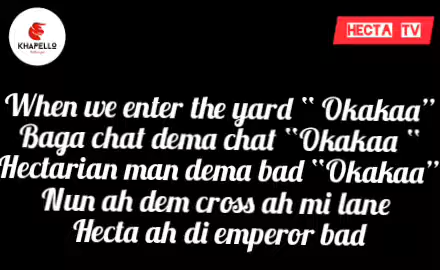 KHAPELLO
HECTA TV
When we enter the yard “ Okakaa”
Baga chat dema chat “Okakaa “
Hectarian man dema bad “Okakaa”
Nun ah dem cross ah mi lane
Hecta ah di emperor bad